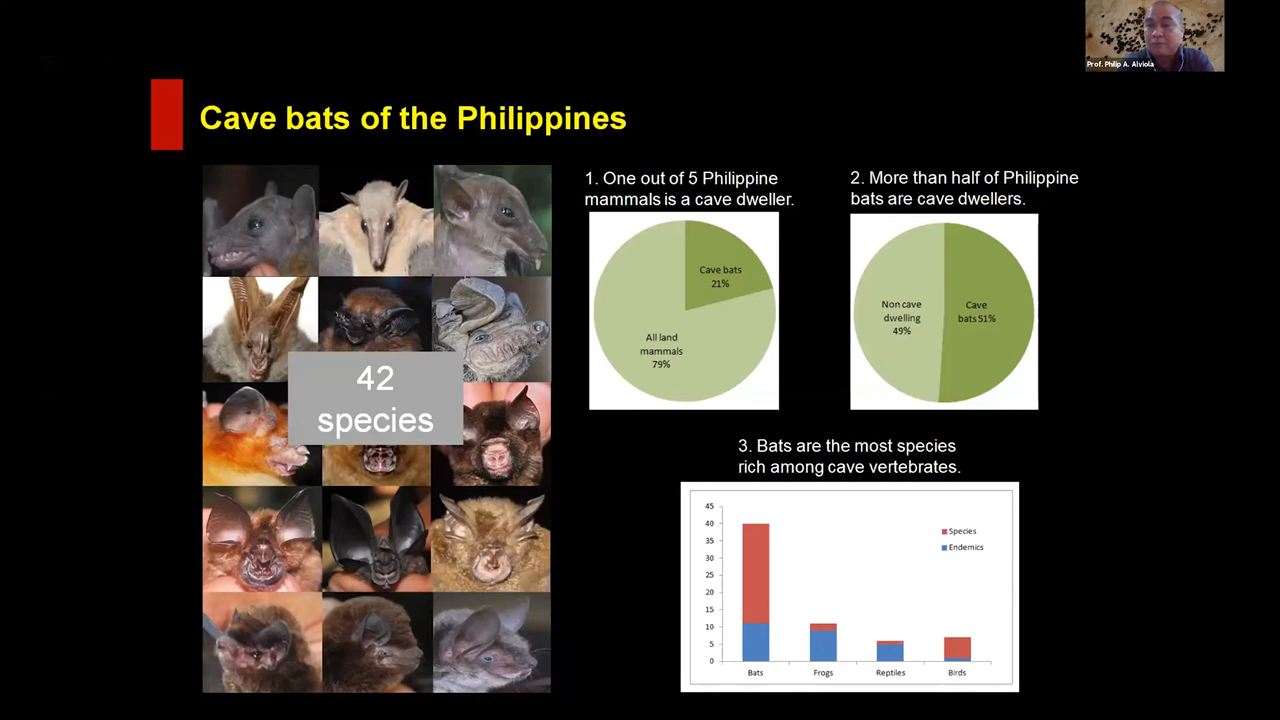 Prof. Philip A. Alviola
Cave bats of the Philippines
42
species
1. One out of 5 Philippine
mammals is a cave dweller.
Cave bats
21%
All land
mammals
79%
2. More than half of Philippine
bats are cave dwellers.
Non cave
dwelling
49%
Cave
bats 51%
3. Bats are the most species
rich among cave vertebrates.
45
40
35
30
25
20
15
10
5
0
Species
Endemics
Bats
Frogs
Reptiles
Birds